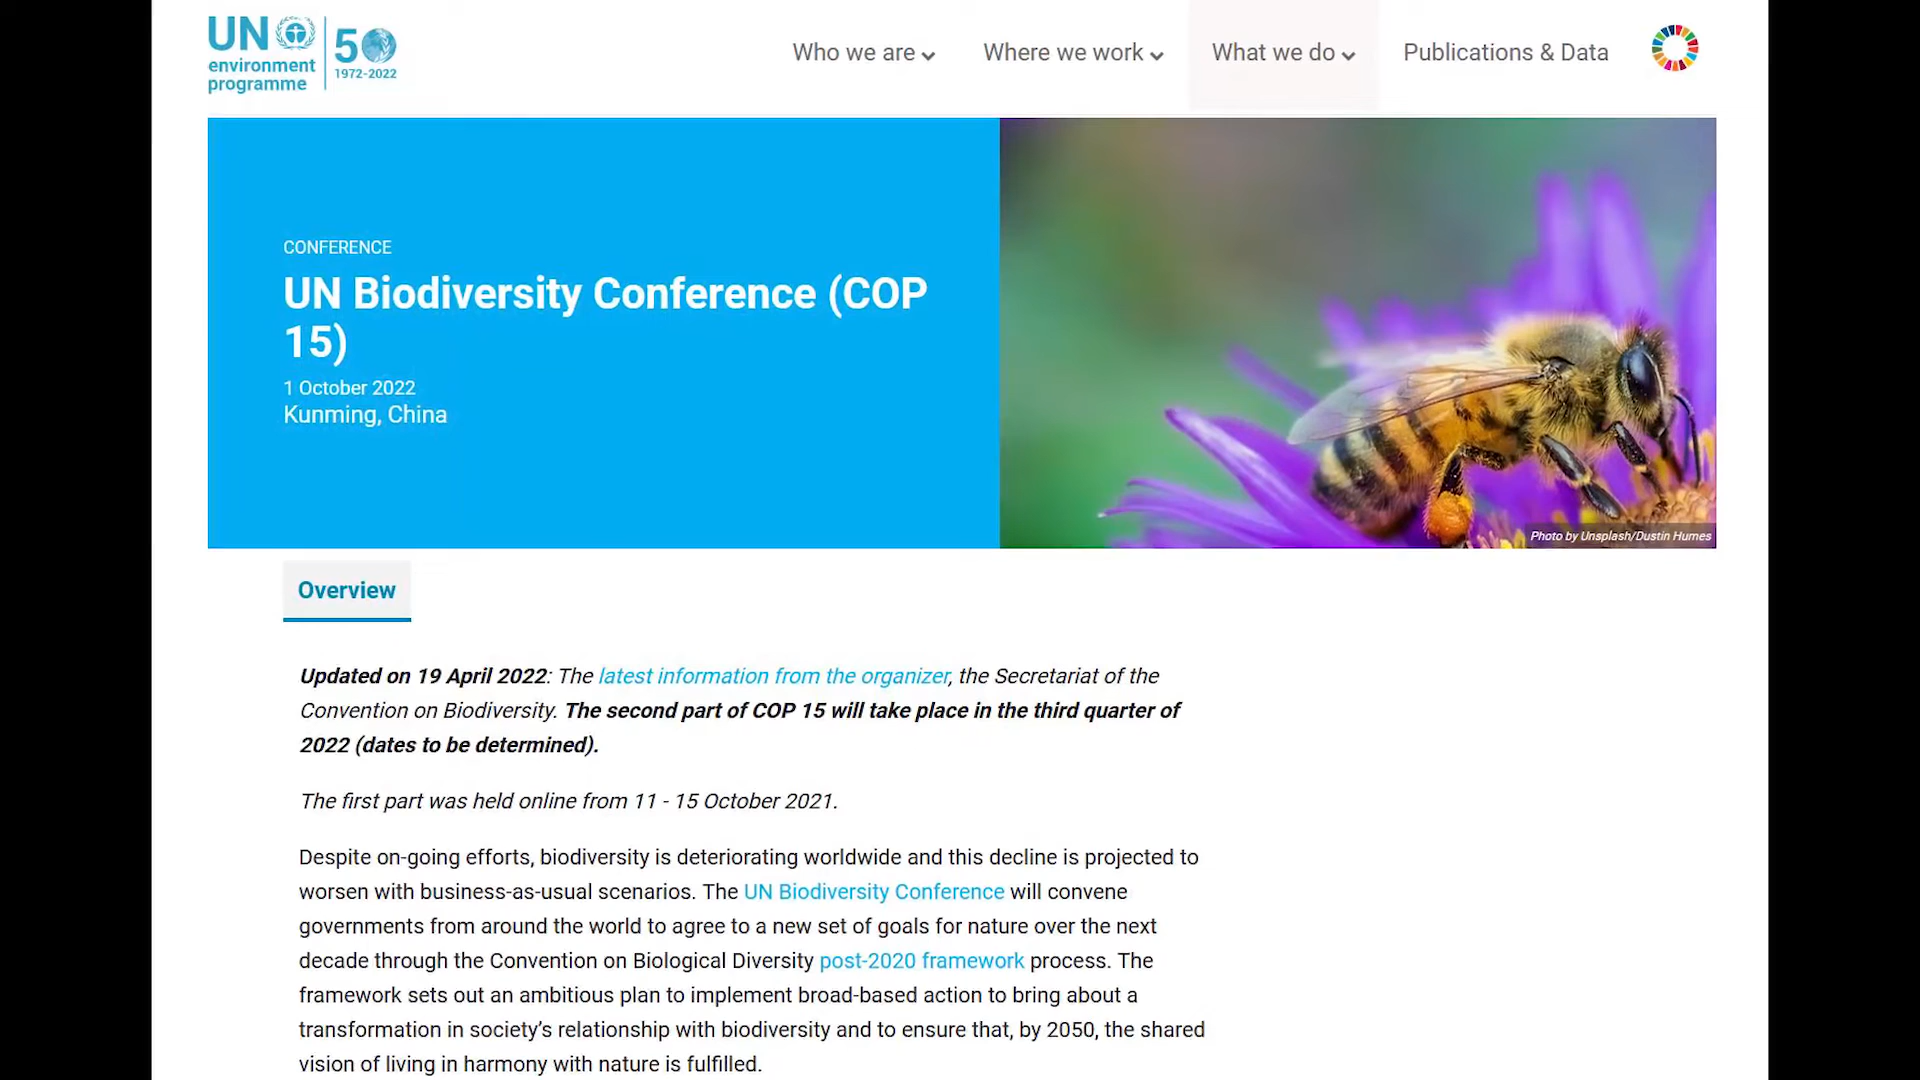 UN
environment
programme
50
1972-2022
Who we are
Where we work
What we do
Publications & Data
CONFERENCE
UN Biodiversity Conference (COP
15)
1 October 2022
Kunming, China
Photo by Unsplash/Dustin Humes
Overview
Updated on 19 April 2022: The latest information from the organizer, the Secretariat of the
Convention on Biodiversity. The second part of COP 15 will take place in the third quarter of
2022 (dates to be determined).
The first part was held online from 11 - 15 October 2021.
Despite on-going efforts, biodiversity is deteriorating worldwide and this decline is projected to
worsen with business-as-usual scenarios. The UN Biodiversity Conference will convene
governments from around the world to agree to a new set of goals for nature over the next
decade through the Convention on Biological Diversity post-2020 framework process. The
framework sets out an ambitious plan to implement broad-based action to bring about a
transformation in society’s relationship with biodiversity and to ensure that, by 2050, the shared
vision of living in harmony with nature is fulfilled.